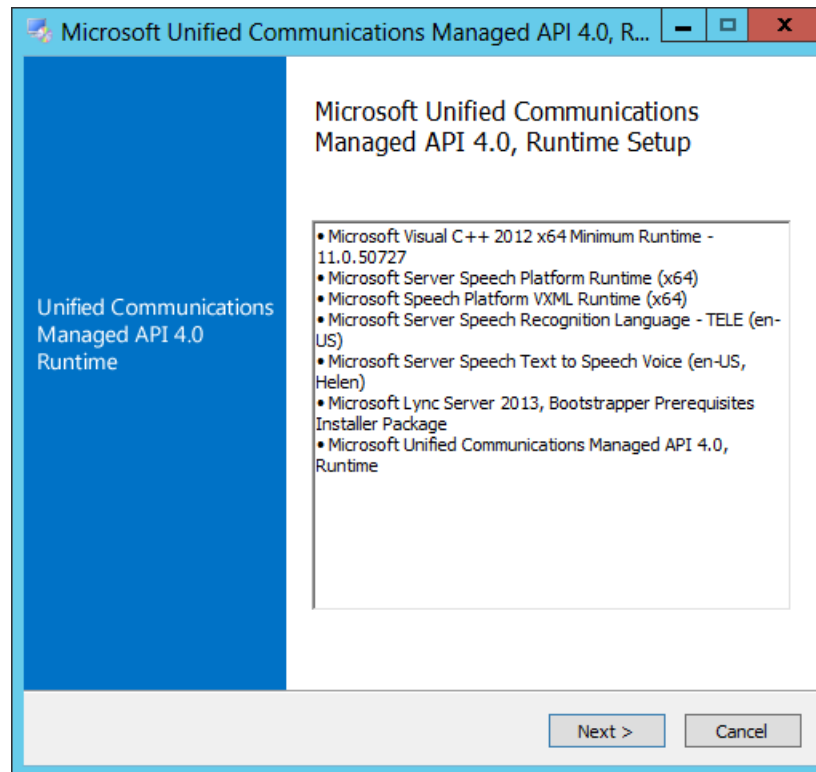 Microsoft Unified Communications Managed API 4.0, R...
Microsoft Unified Communications
Managed API 4.0, Runtime Setup
• Microsoft Visual C++ 2012 x64 Minimum Runtime -
11.0.50727
• Microsoft Server Speech Platform Runtime (x64)
• Microsoft Speech Platform VXML Runtime (x64)
• Microsoft Server Speech Recognition Language - TELE (en-
US)
• Microsoft Server Speech Text to Speech Voice (en-US,
Helen)
• Microsoft Lync Server 2013, Bootstrapper Prerequisites
Installer Package
• Microsoft Unified Communications Managed API 4.0,
Runtime
Unified Communications
Managed API 4.0
Runtime
Next >
Cancel